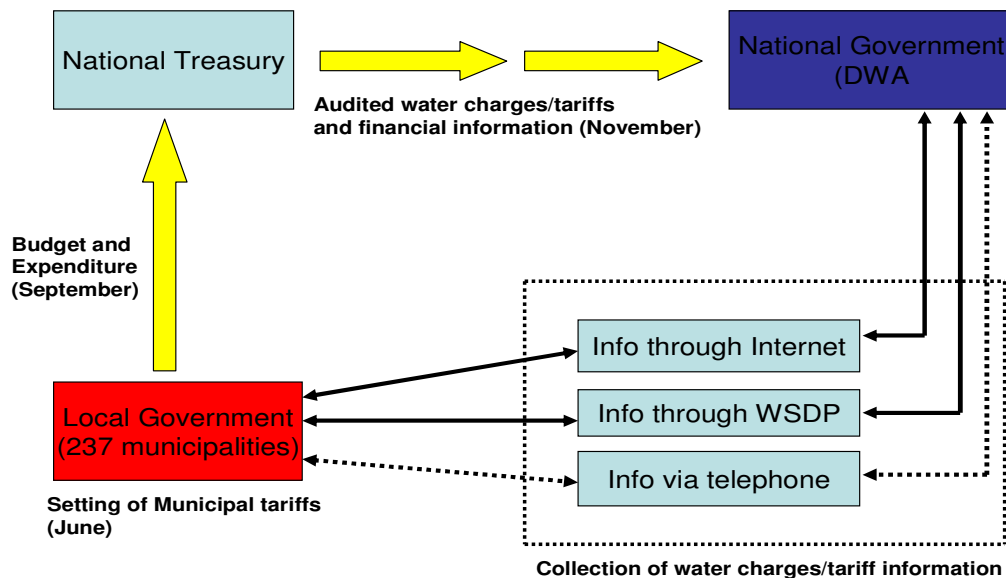 National Treasury
National Government
(DWA
Audited water charges/tariffs
and financial information (November)
Budget and
Expenditure
(September)
Info through Internet
Local Government
(237 municipalities)
Info through WSDP
Info via telephone
Setting of Municipal tariffs
(June)
Collection of water charges/tariff information